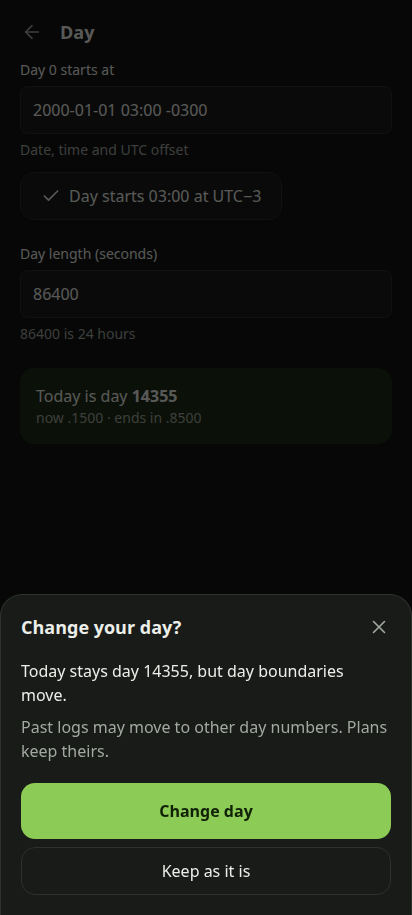 Day
Day 0 starts at
2000-01-01 03:00 -0300
Date, time and UTC offset
Day starts 03:00 at UTC−3
Day length (seconds)
86400
86400 is 24 hours
Today is day 14355
now .1500 · ends in .8500
Change your day?
Today stays day 14355, but day boundaries
move.
Past logs may move to other day numbers. Plans
keep theirs.
Change day
Keep as it is